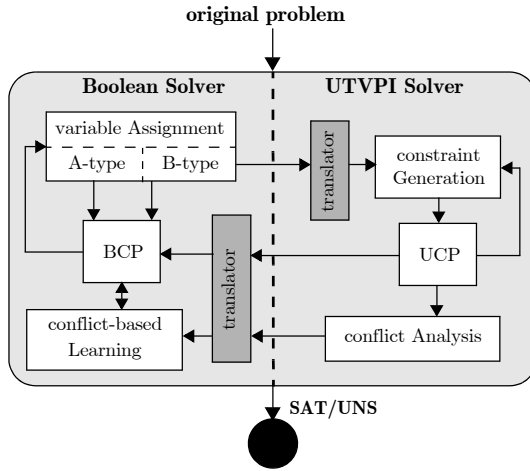 original problem
Boolean Solver
UTVPI Solver
variable Assignment
A-type
B-type
translator
constraint
Generation
BCP
translator
UCP
conflict-based
Learning
conflict Analysis
SAT/UNS